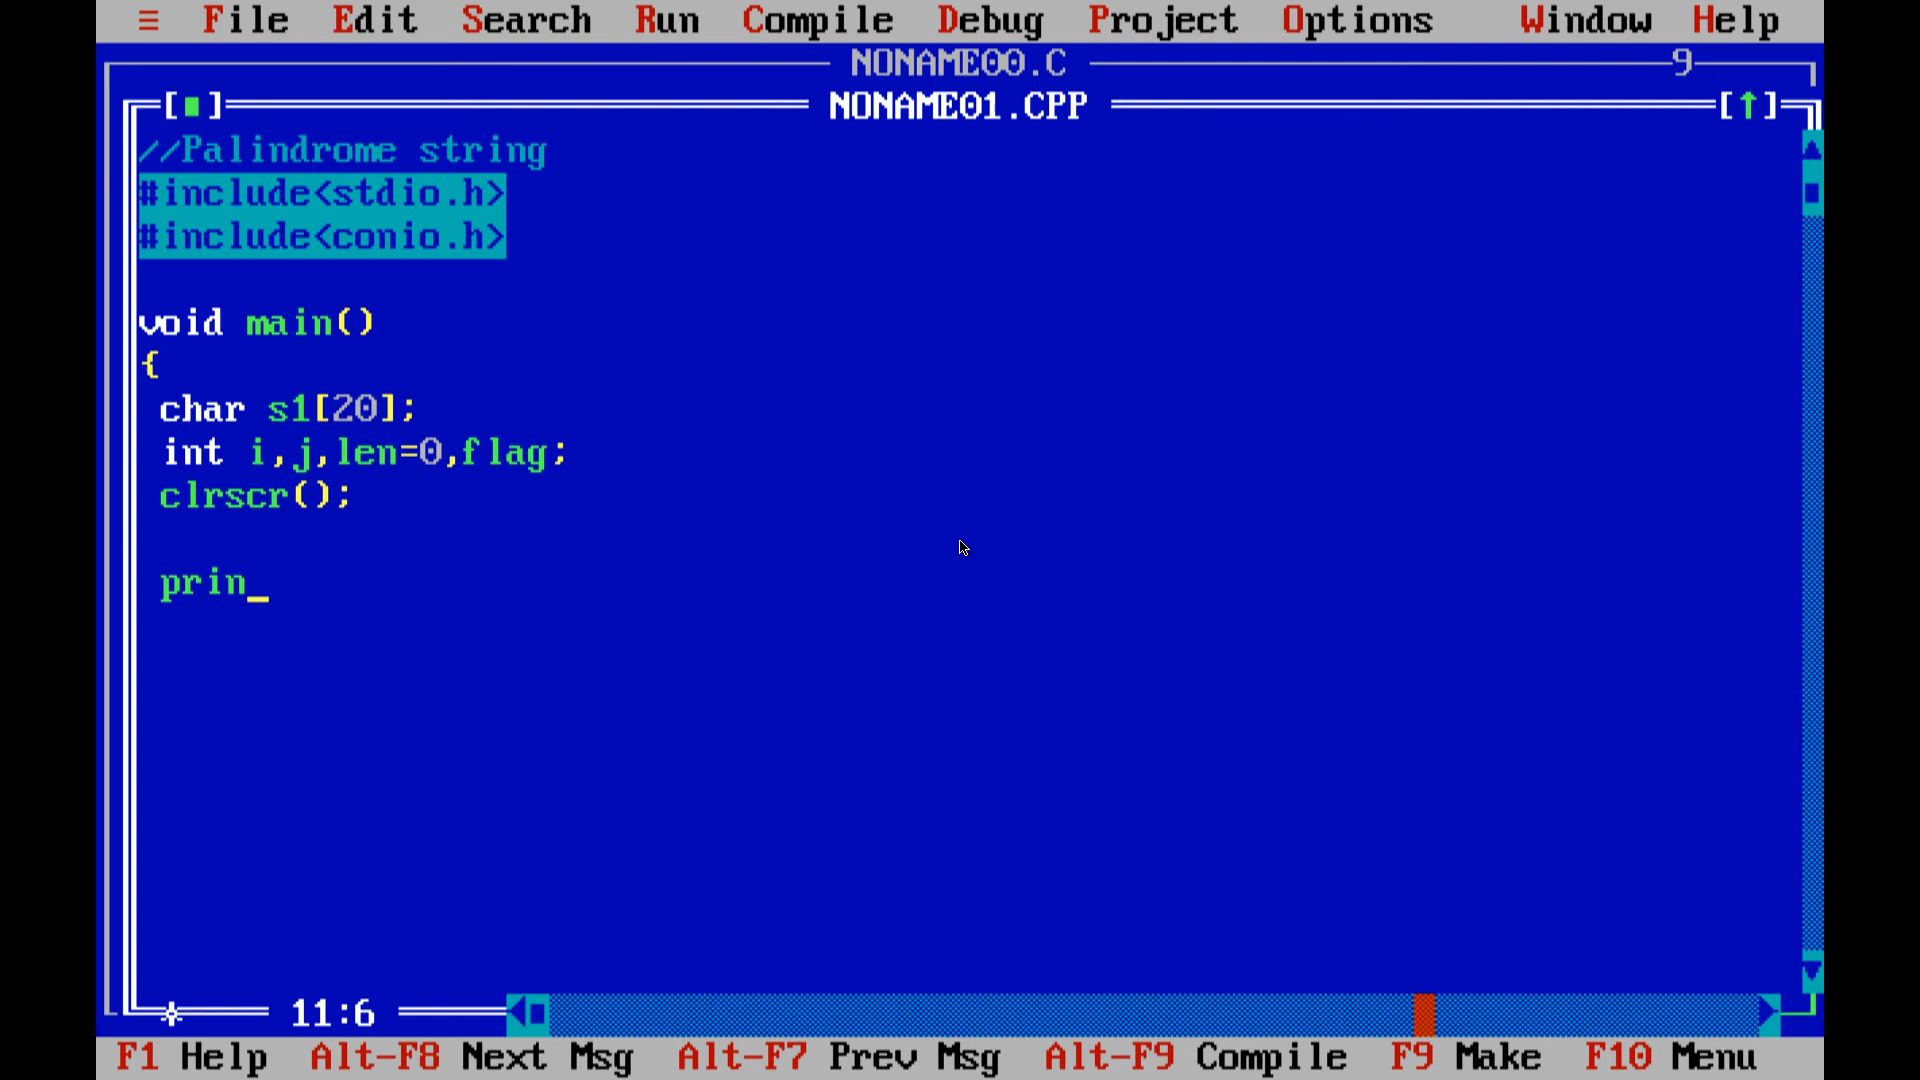 ≡ File Edit Search Run Compile Debug Project Options Window Help
NONAME00.C 9
[■] NONAME01.CPP [↑]
//Palindrome string
#include<stdio.h>
#include<conio.h>
void main()
{
char s1[20];
int i,j,len=0,flag;
clrscr();
prin_
11:6
F1 Help Alt-F8 Next Msg Alt-F7 Prev Msg Alt-F9 Compile F9 Make F10 Menu